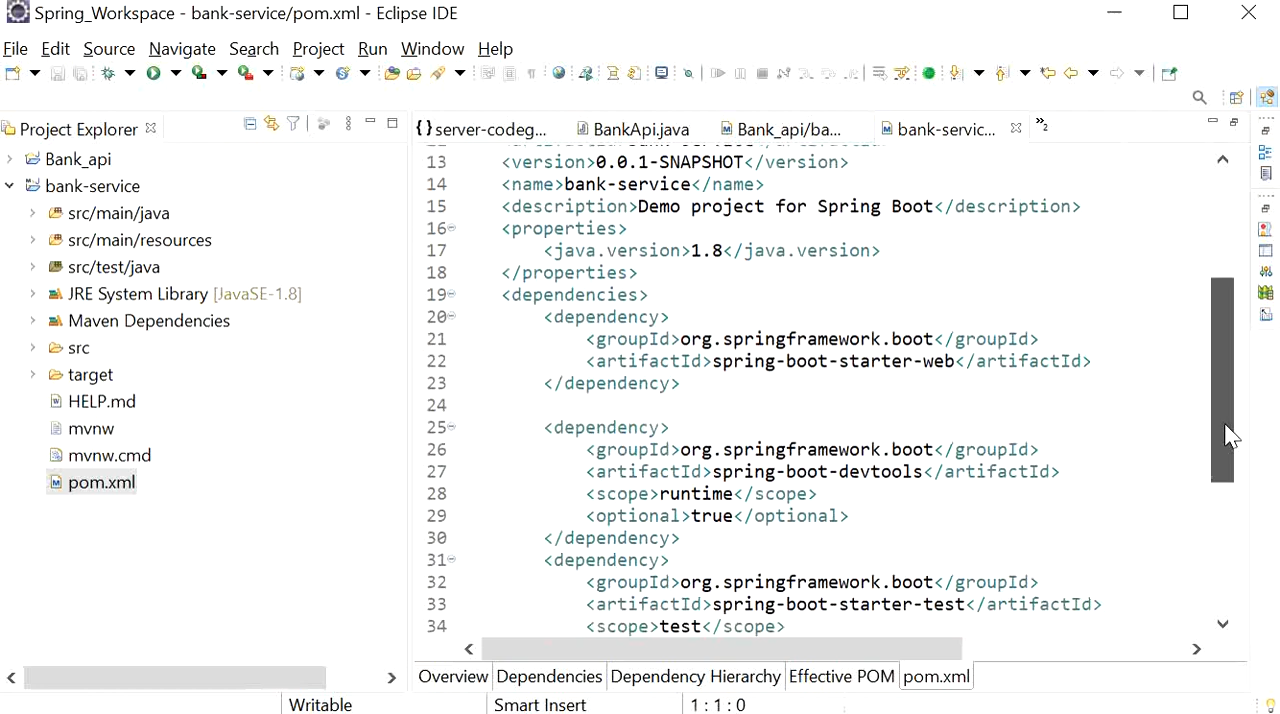 Spring_Workspace - bank-service/pom.xml - Eclipse IDE
File Edit Source Navigate Search Project Run Window Help
Project Explorer
Bank_api
bank-service
src/main/java
src/main/resources
src/test/java
JRE System Library [JavaSE-1.8]
Maven Dependencies
src
target
HELP.md
mvnw
mvnw.cmd
pom.xml
{} server-codeg... BankApi.java Bank_api/ba... bank-servic... »2
13 <version>0.0.1-SNAPSHOT</version>
14 <name>bank-service</name>
15 <description>Demo project for Spring Boot</description>
16 <properties>
17 <java.version>1.8</java.version>
18 </properties>
19 <dependencies>
20 <dependency>
21 <groupId>org.springframework.boot</groupId>
22 <artifactId>spring-boot-starter-web</artifactId>
23 </dependency>
24
25 <dependency>
26 <groupId>org.springframework.boot</groupId>
27 <artifactId>spring-boot-devtools</artifactId>
28 <scope>runtime</scope>
29 <optional>true</optional>
30 </dependency>
31 <dependency>
32 <groupId>org.springframework.boot</groupId>
33 <artifactId>spring-boot-starter-test</artifactId>
34 <scope>test</scope>
Overview Dependencies Dependency Hierarchy Effective POM pom.xml
Writable Smart Insert 1 : 1 : 0